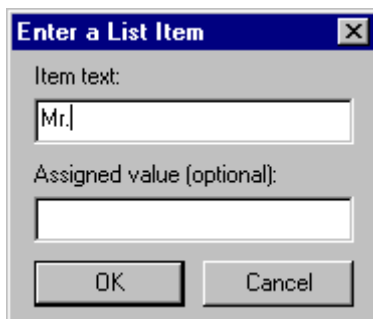 Enter a List Item
Item text:
Mr.
Assigned value (optional):
OK Cancel